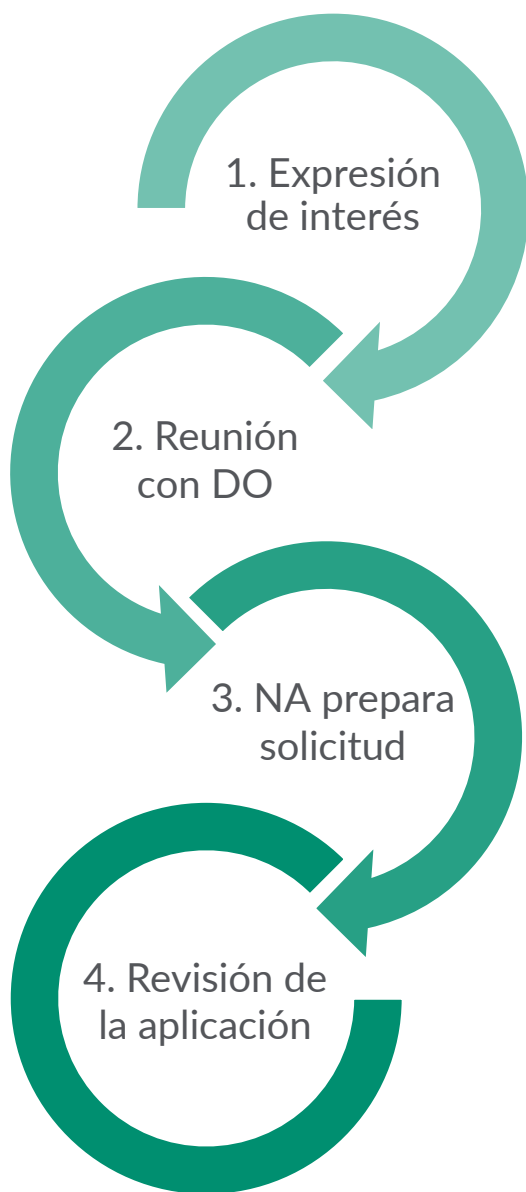 1. Expresión
de interés
2. Reunión
con DO
3. NA prepara
solicitud
4. Revisión de
la aplicación